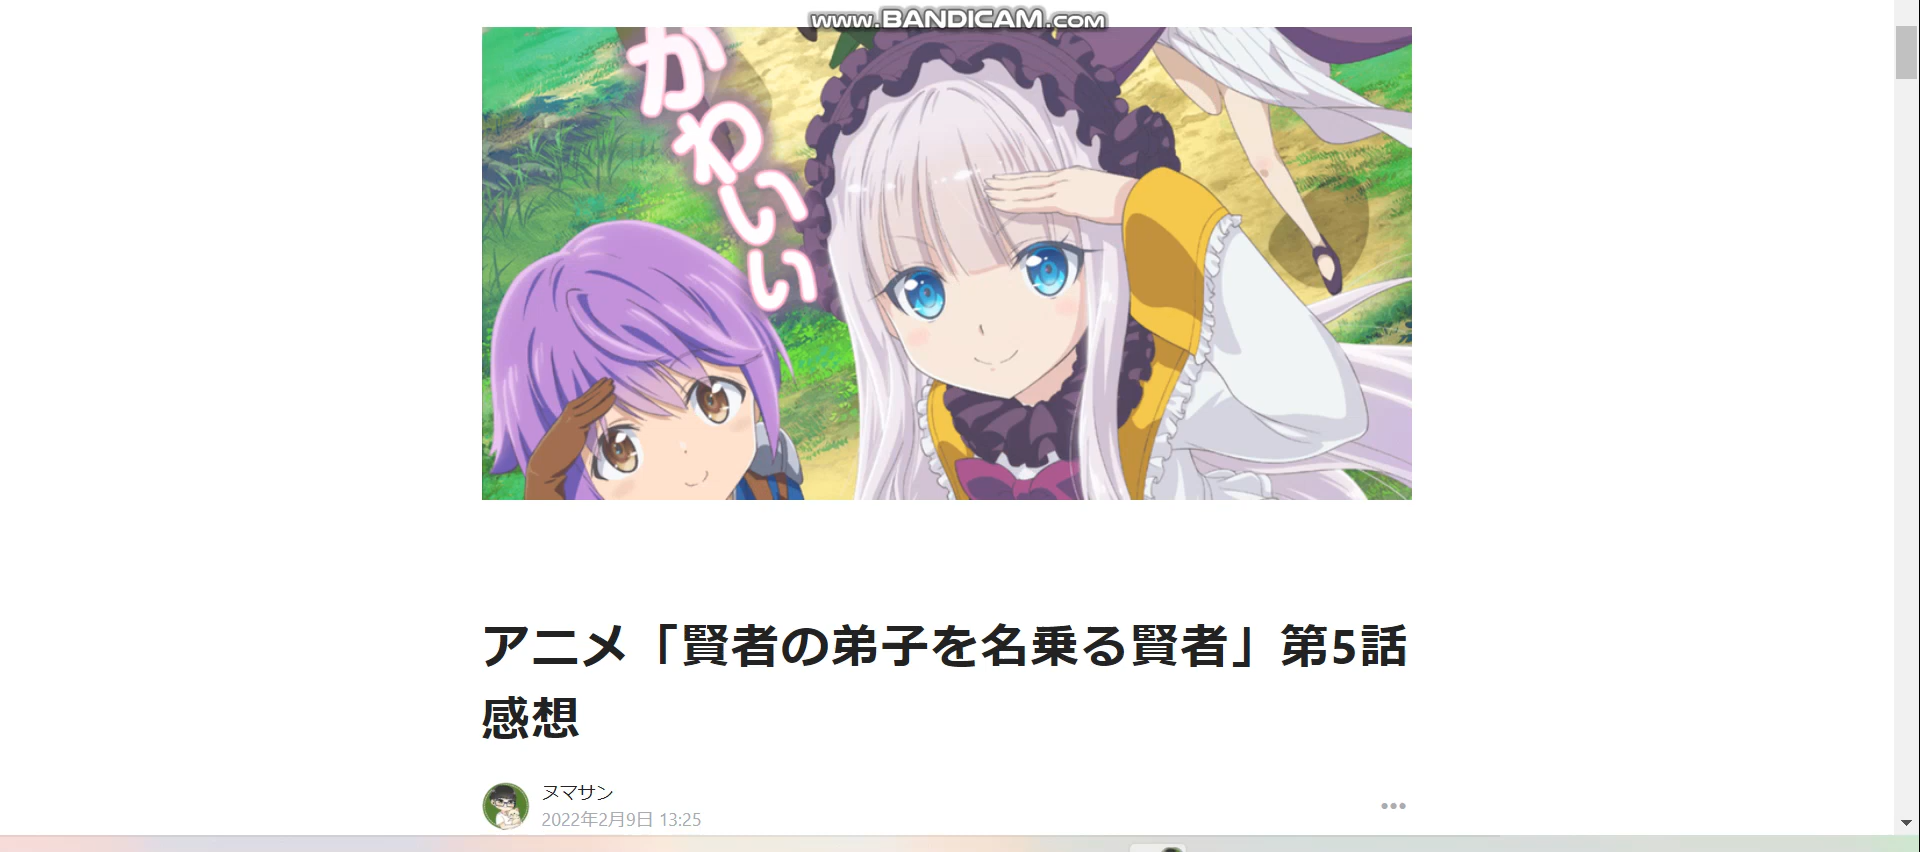 www.BANDICAM.com
かわいい
アニメ「賢者の弟子を名乗る賢者」第5話
感想
ヌマサン
2022年2月9日 13:25